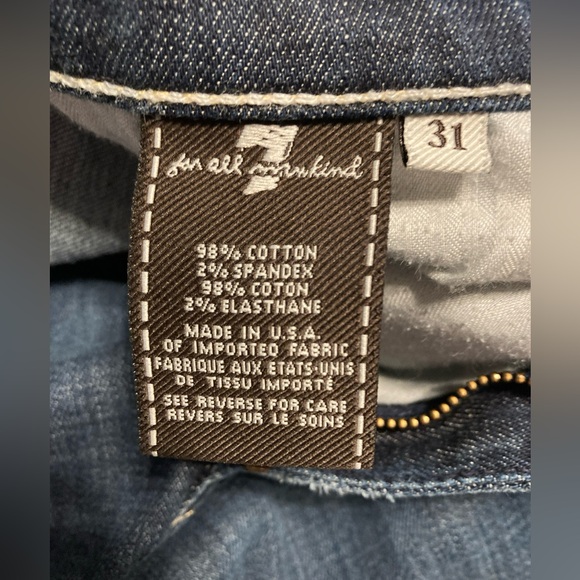 7
for all mankind
31
98% COTTON
2% SPANDEX
98% COTON
2% ELASTHANE
MADE IN U.S.A.
OF IMPORTED FABRIC
FABRIQUE AUX ETATS-UNIS
DE TISSU IMPORTÉ
SEE REVERSE FOR CARE
REVERS SUR LE SOINS